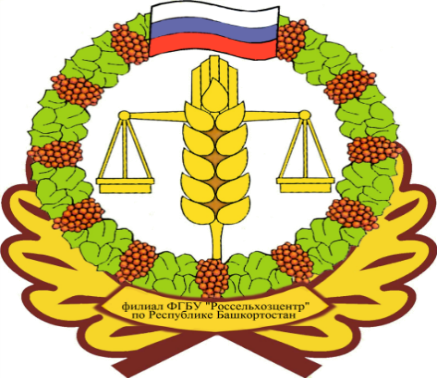 филиал ФГБУ "Россельхозцентр"
по Республике Башкортостан